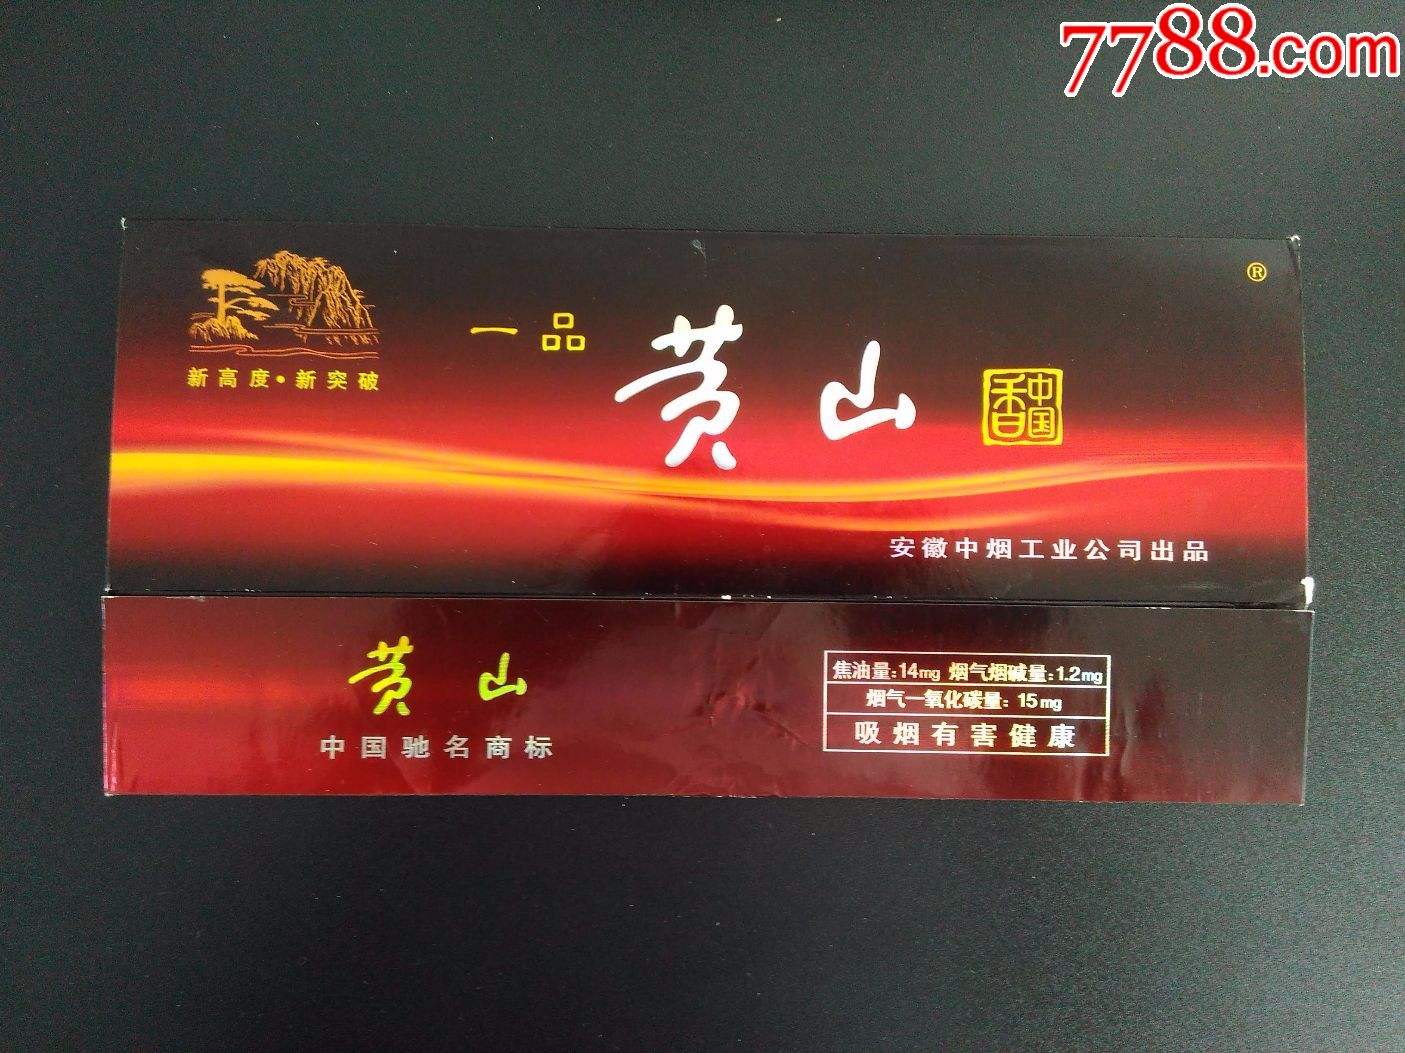 7788.com
®
一品 黄山
中国香
新高度·新突破
安徽中烟工业公司出品
黄山
中国驰名商标
焦油量:14mg 烟气烟碱量:1.2mg
烟气一氧化碳量:15mg
吸烟有害健康